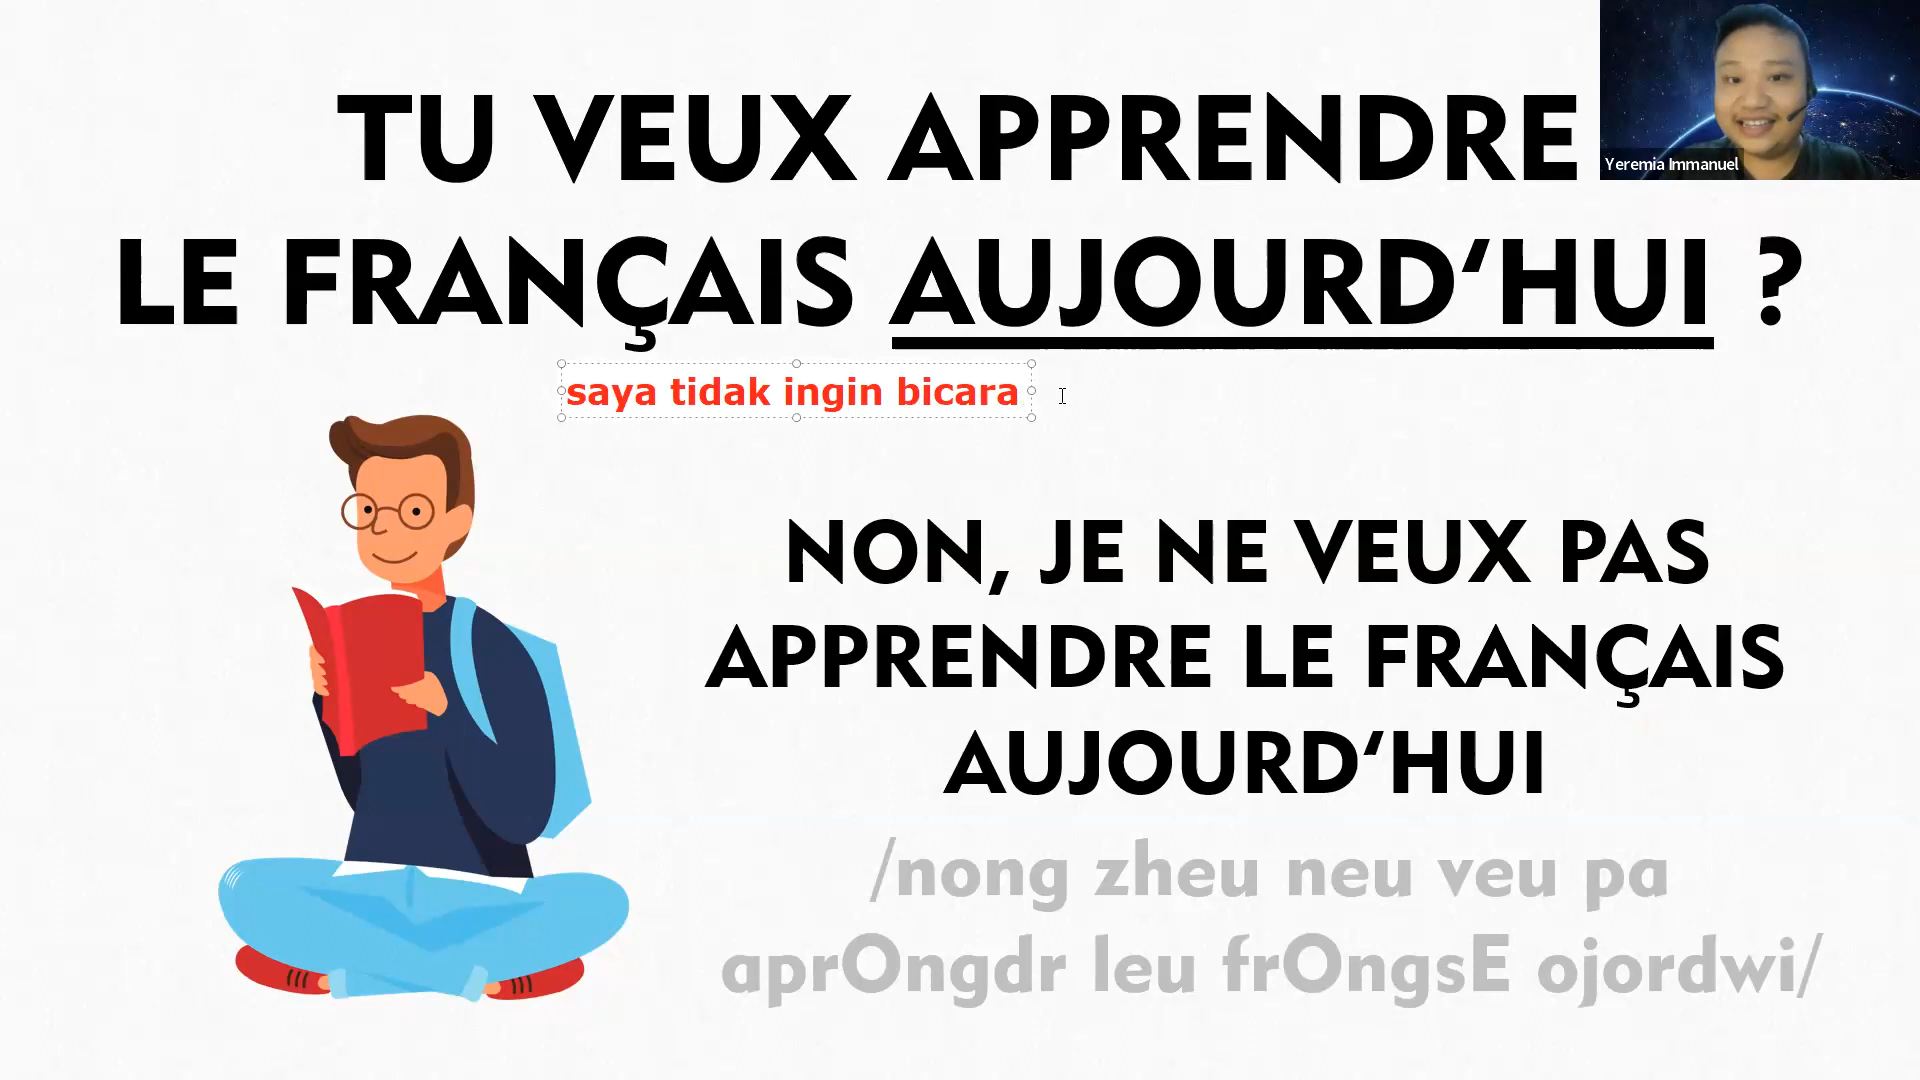 TU VEUX APPRENDRE
Yeremia Immanuel
LE FRANÇAIS AUJOURD‘HUI ?
saya tidak ingin bicara
NON, JE NE VEUX PAS
APPRENDRE LE FRANÇAIS
AUJOURD‘HUI
/nong zheu neu veu pa
aprOngdr leu frOngsE ojordwi/